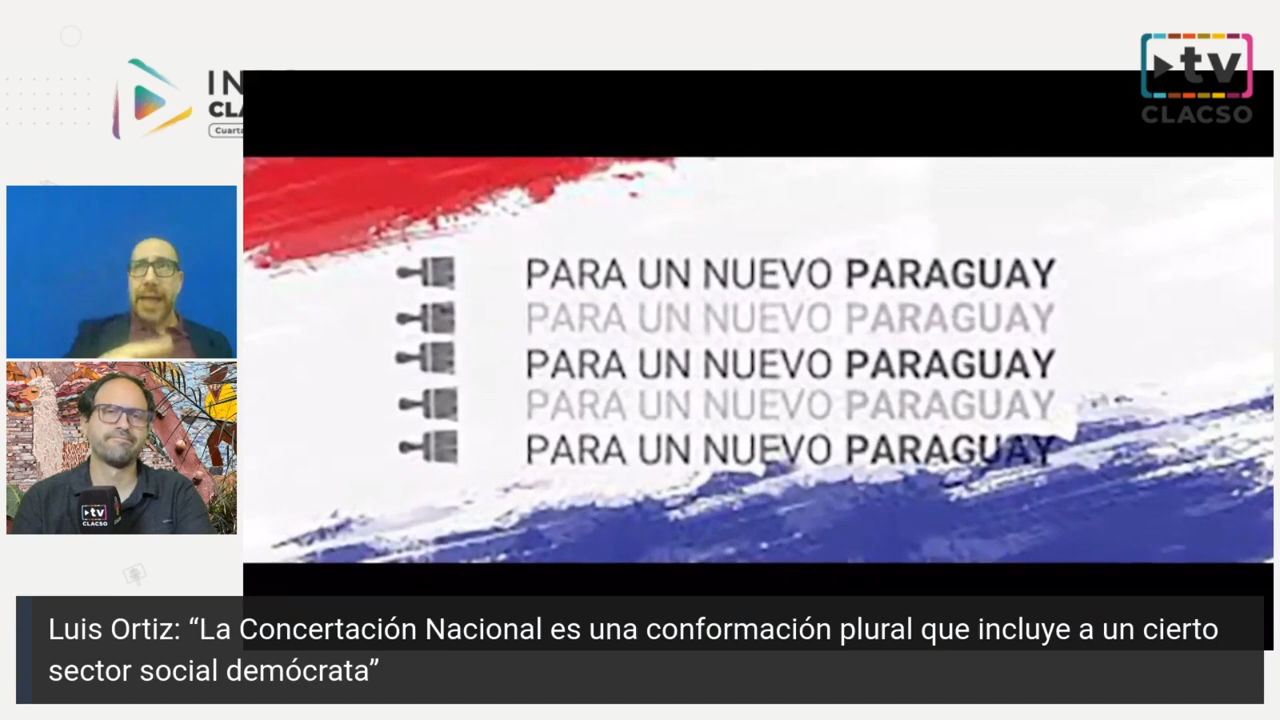 tv
CLACSO
PARA UN NUEVO PARAGUAY
PARA UN NUEVO PARAGUAY
PARA UN NUEVO PARAGUAY
PARA UN NUEVO PARAGUAY
PARA UN NUEVO PARAGUAY
tv
CLACSO
Luis Ortiz: “La Concertación Nacional es una conformación plural que incluye a un cierto
sector social demócrata”